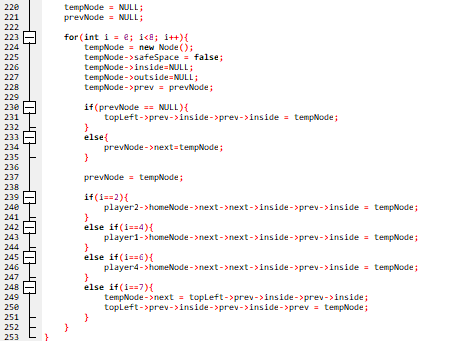 220 tempNode = NULL;
221 prevNode = NULL;
222
223 for(int i = 0; i<8; i++){
224 tempNode = new Node();
225 tempNode->safeSpace = false;
226 tempNode->inside=NULL;
227 tempNode->outside=NULL;
228 tempNode->prev = prevNode;
229
230 if(prevNode == NULL){
231 topLeft->prev->inside->prev->inside = tempNode;
232 }
233 else{
234 prevNode->next=tempNode;
235 }
236
237 prevNode = tempNode;
238
239 if(i==2){
240 player2->homeNode->next->next->inside->prev->inside = tempNode;
241 }
242 else if(i==4){
243 player1->homeNode->next->next->inside->prev->inside = tempNode;
244 }
245 else if(i==6){
246 player4->homeNode->next->next->inside->prev->inside = tempNode;
247 }
248 else if(i==7){
249 tempNode->next = topLeft->prev->inside->prev->inside;
250 topLeft->prev->inside->prev->inside->prev = tempNode;
251 }
252 }
253 }